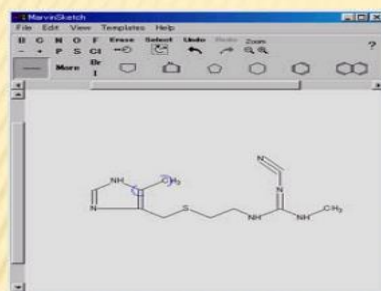 MarvinSketch
File Edit View Templates Help
H C N O F Erase Select Undo Redo Zoom
- + P S Cl
?
More Br
I
N
N
NH
CH3
N
S
NH
NH
CH3